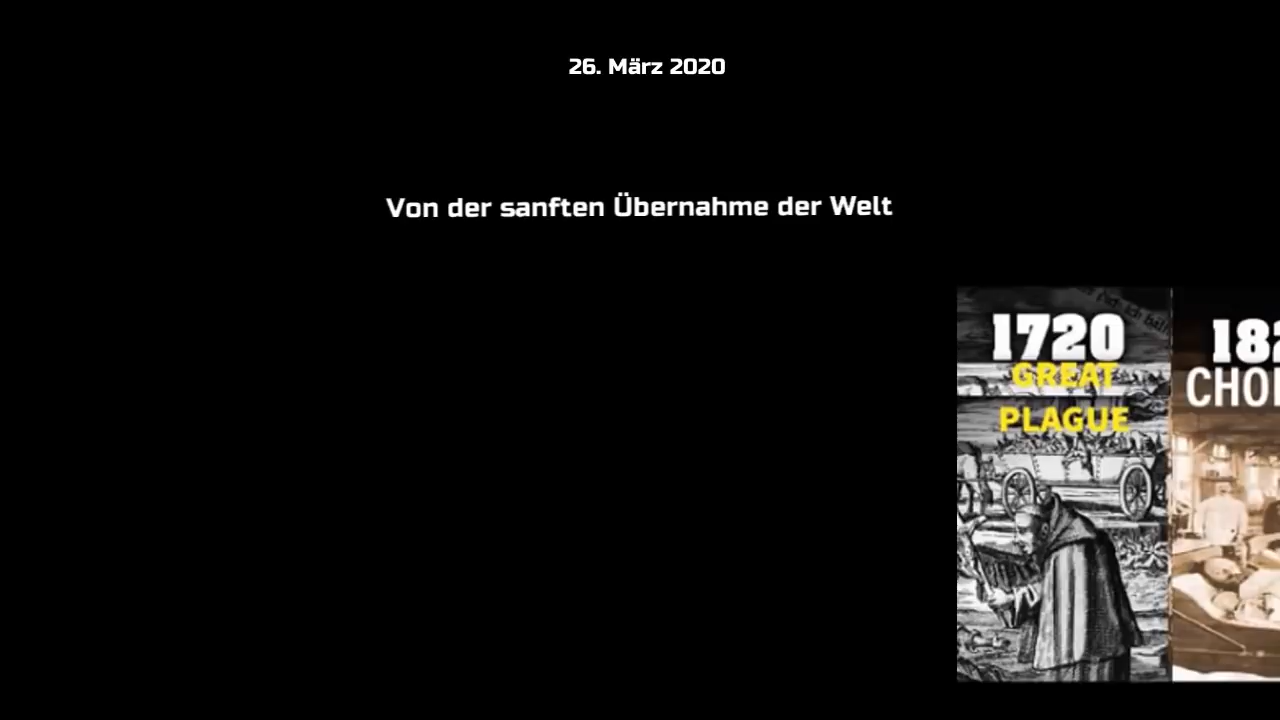 26. März 2020
Von der sanften Übernahme der Welt
1720
GREAT
PLAGUE